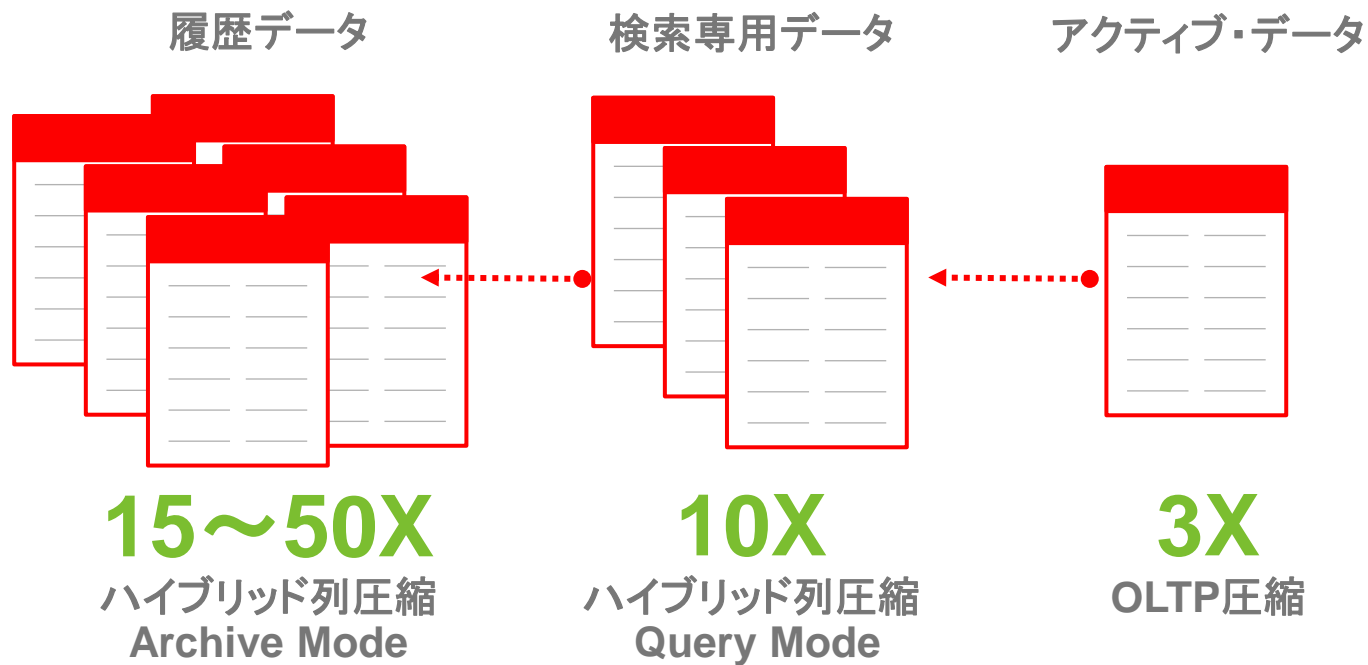 履歴データ
検索専用データ
アクティブ・データ
15～50X
ハイブリッド列圧縮
Archive Mode
10X
ハイブリッド列圧縮
Query Mode
3X
OLTP圧縮